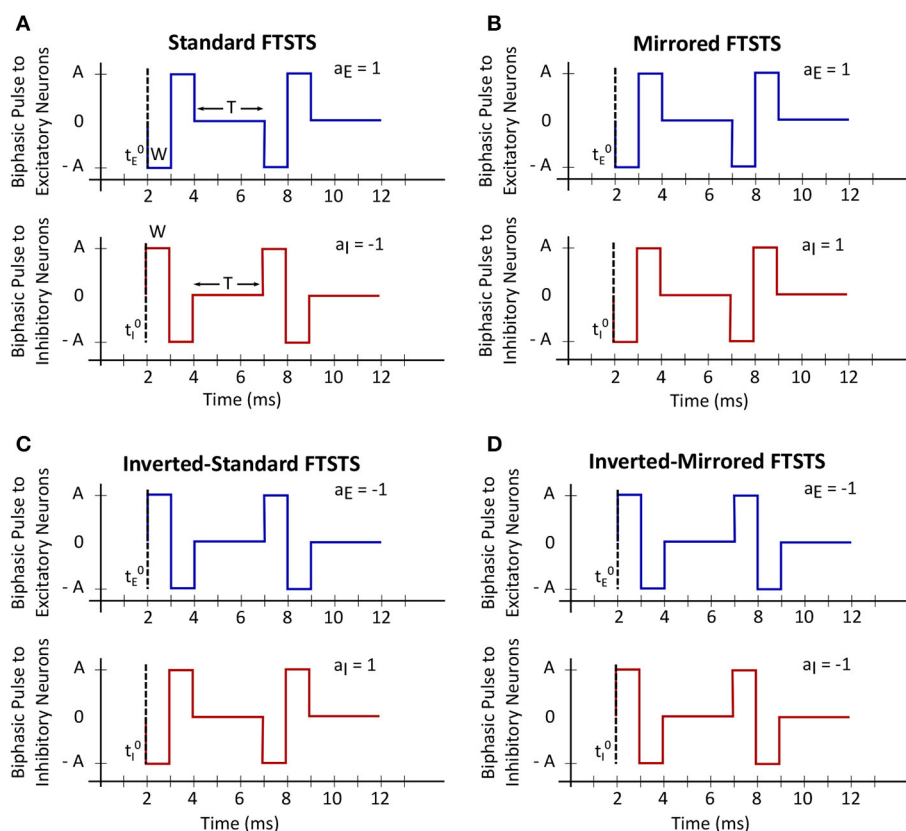 A
Standard FTSTS
Biphasic Pulse to
Excitatory Neurons
A
0
- A
aE = 1
T
tE0
W
2 4 6 8 10 12
Biphasic Pulse to
Inhibitory Neurons
A
0
- A
W
aI = -1
T
tI0
2 4 6 8 10 12
Time (ms)
B
Mirrored FTSTS
Biphasic Pulse to
Excitatory Neurons
A
0
- A
aE = 1
tE0
2 4 6 8 10 12
Biphasic Pulse to
Inhibitory Neurons
A
0
- A
aI = 1
tI0
2 4 6 8 10 12
Time (ms)
C
Inverted-Standard FTSTS
Biphasic Pulse to
Excitatory Neurons
A
0
- A
aE = -1
tE0
2 4 6 8 10 12
Biphasic Pulse to
Inhibitory Neurons
A
0
- A
aI = 1
tI0
2 4 6 8 10 12
Time (ms)
D
Inverted-Mirrored FTSTS
Biphasic Pulse to
Excitatory Neurons
A
0
- A
aE = -1
tE0
2 4 6 8 10 12
Biphasic Pulse to
Inhibitory Neurons
A
0
- A
aI = -1
tI0
2 4 6 8 10 12
Time (ms)